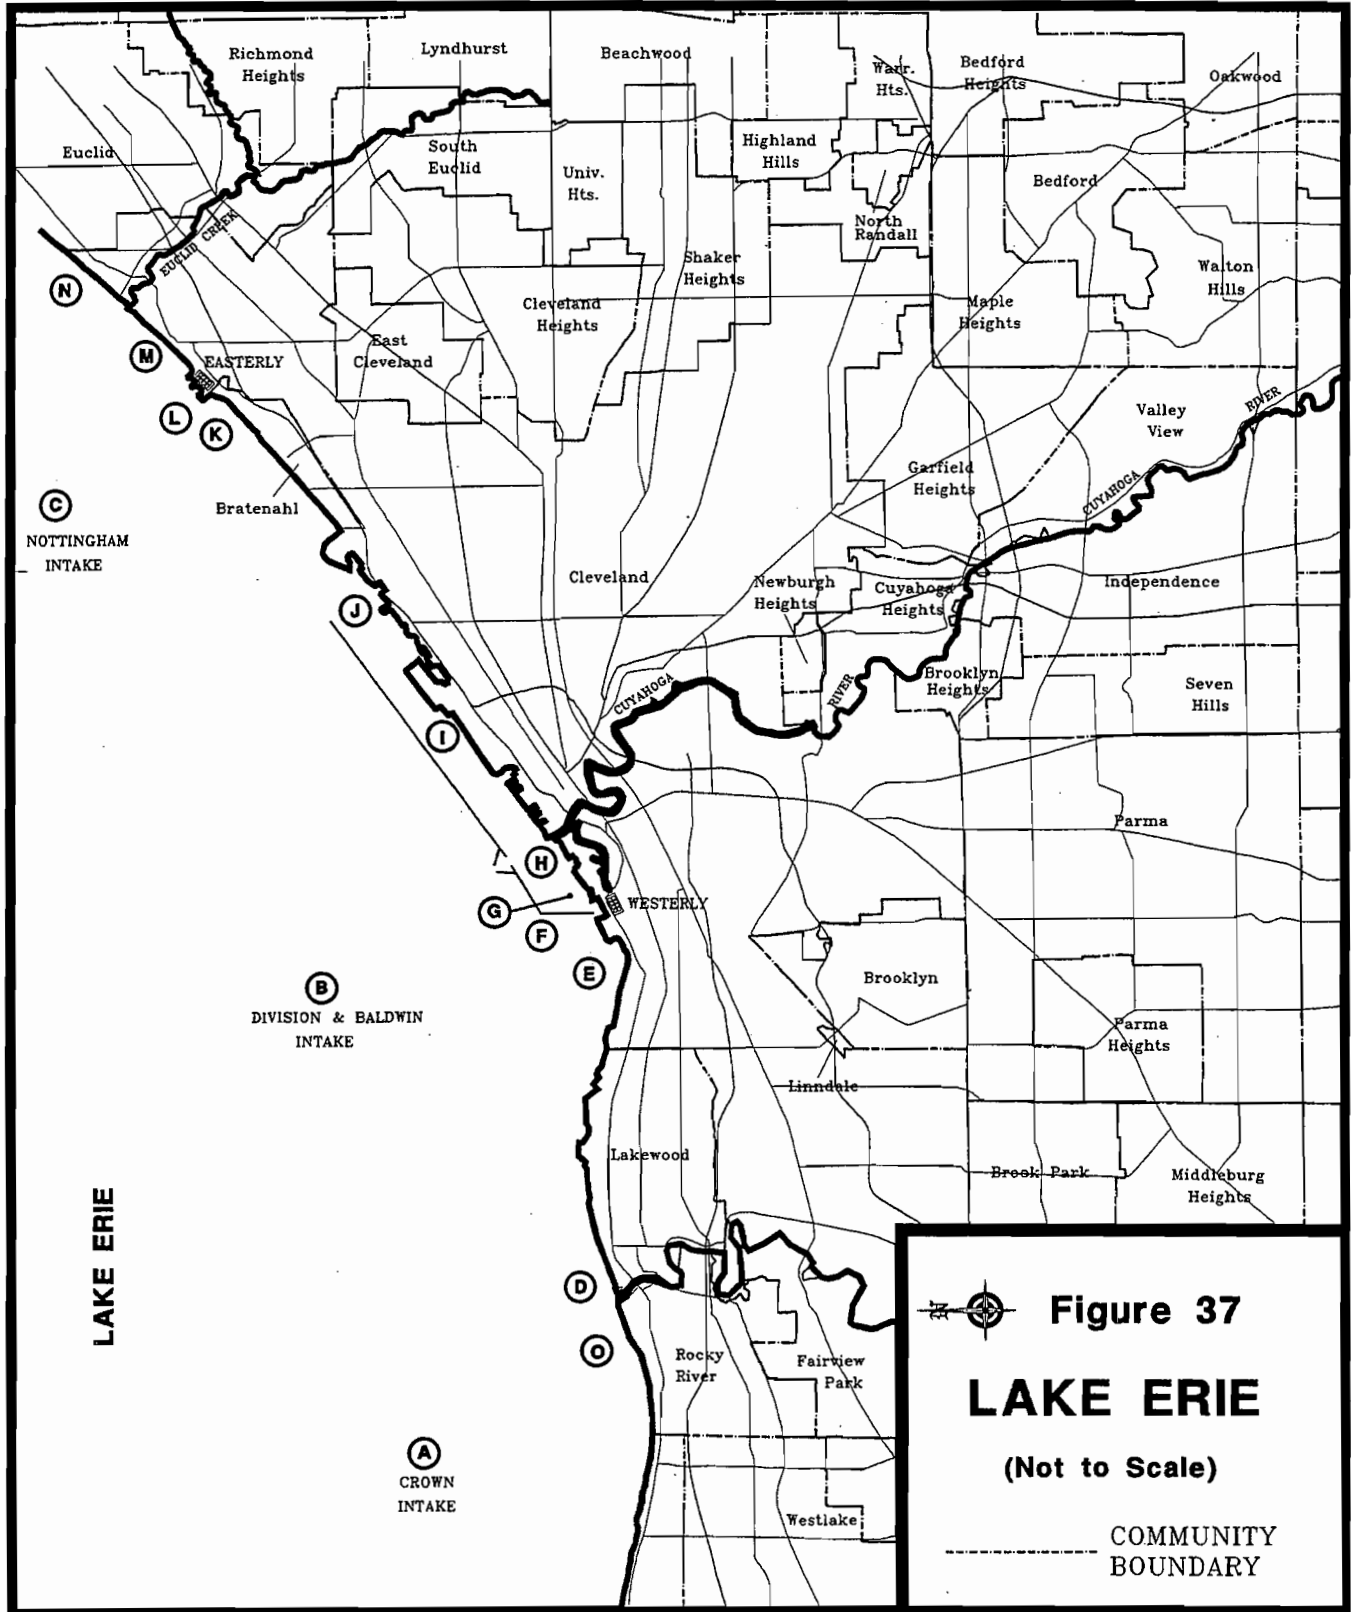 Richmond
Heights
Lyndhurst
Beachwood
Warr.
Hts.
Bedford
Heights
Oakwood
Euclid
South
Euclid
Univ.
Hts.
Highland
Hills
Bedford
North
Randall
EUCLID CREEK
Shaker
Heights
Walton
Hills
N
Cleveland
Heights
Maple
Heights
M
EASTERLY
East
Cleveland
L
K
Valley
View
RIVER
CUYAHOGA
Garfield
Heights
Bratenahl
C
NOTTINGHAM
INTAKE
Cleveland
Newburgh
Heights
Cuyahoga
Heights
Independence
J
CUYAHOGA
RIVER
Brooklyn
Heights
Seven
Hills
I
Parma
H
WESTERLY
G
F
E
Brooklyn
B
DIVISION & BALDWIN
INTAKE
Parma
Heights
Linndale
Lakewood
Brook Park
Middleburg
Heights
LAKE ERIE
D
O
Rocky
River
Fairview
Park
A
CROWN
INTAKE
Westlake
N
Figure 37
LAKE ERIE
(Not to Scale)
COMMUNITY
BOUNDARY